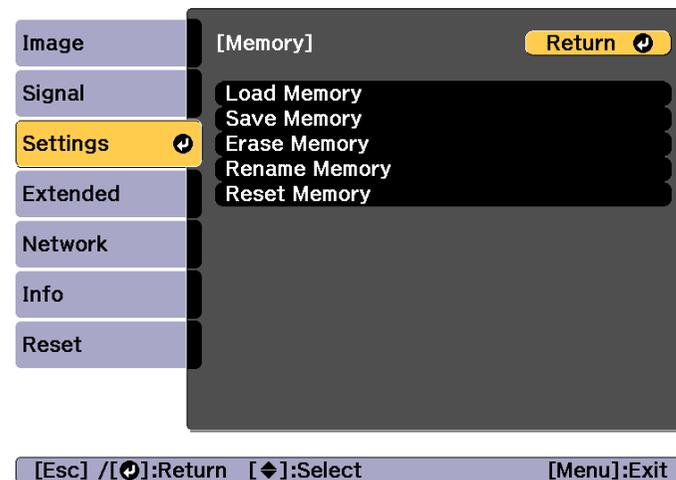 Image
Signal
Settings
Extended
Network
Info
Reset
[Memory]
Return
Load Memory
Save Memory
Erase Memory
Rename Memory
Reset Memory
[Esc] /[⏎]:Return [◆]:Select [Menu]:Exit